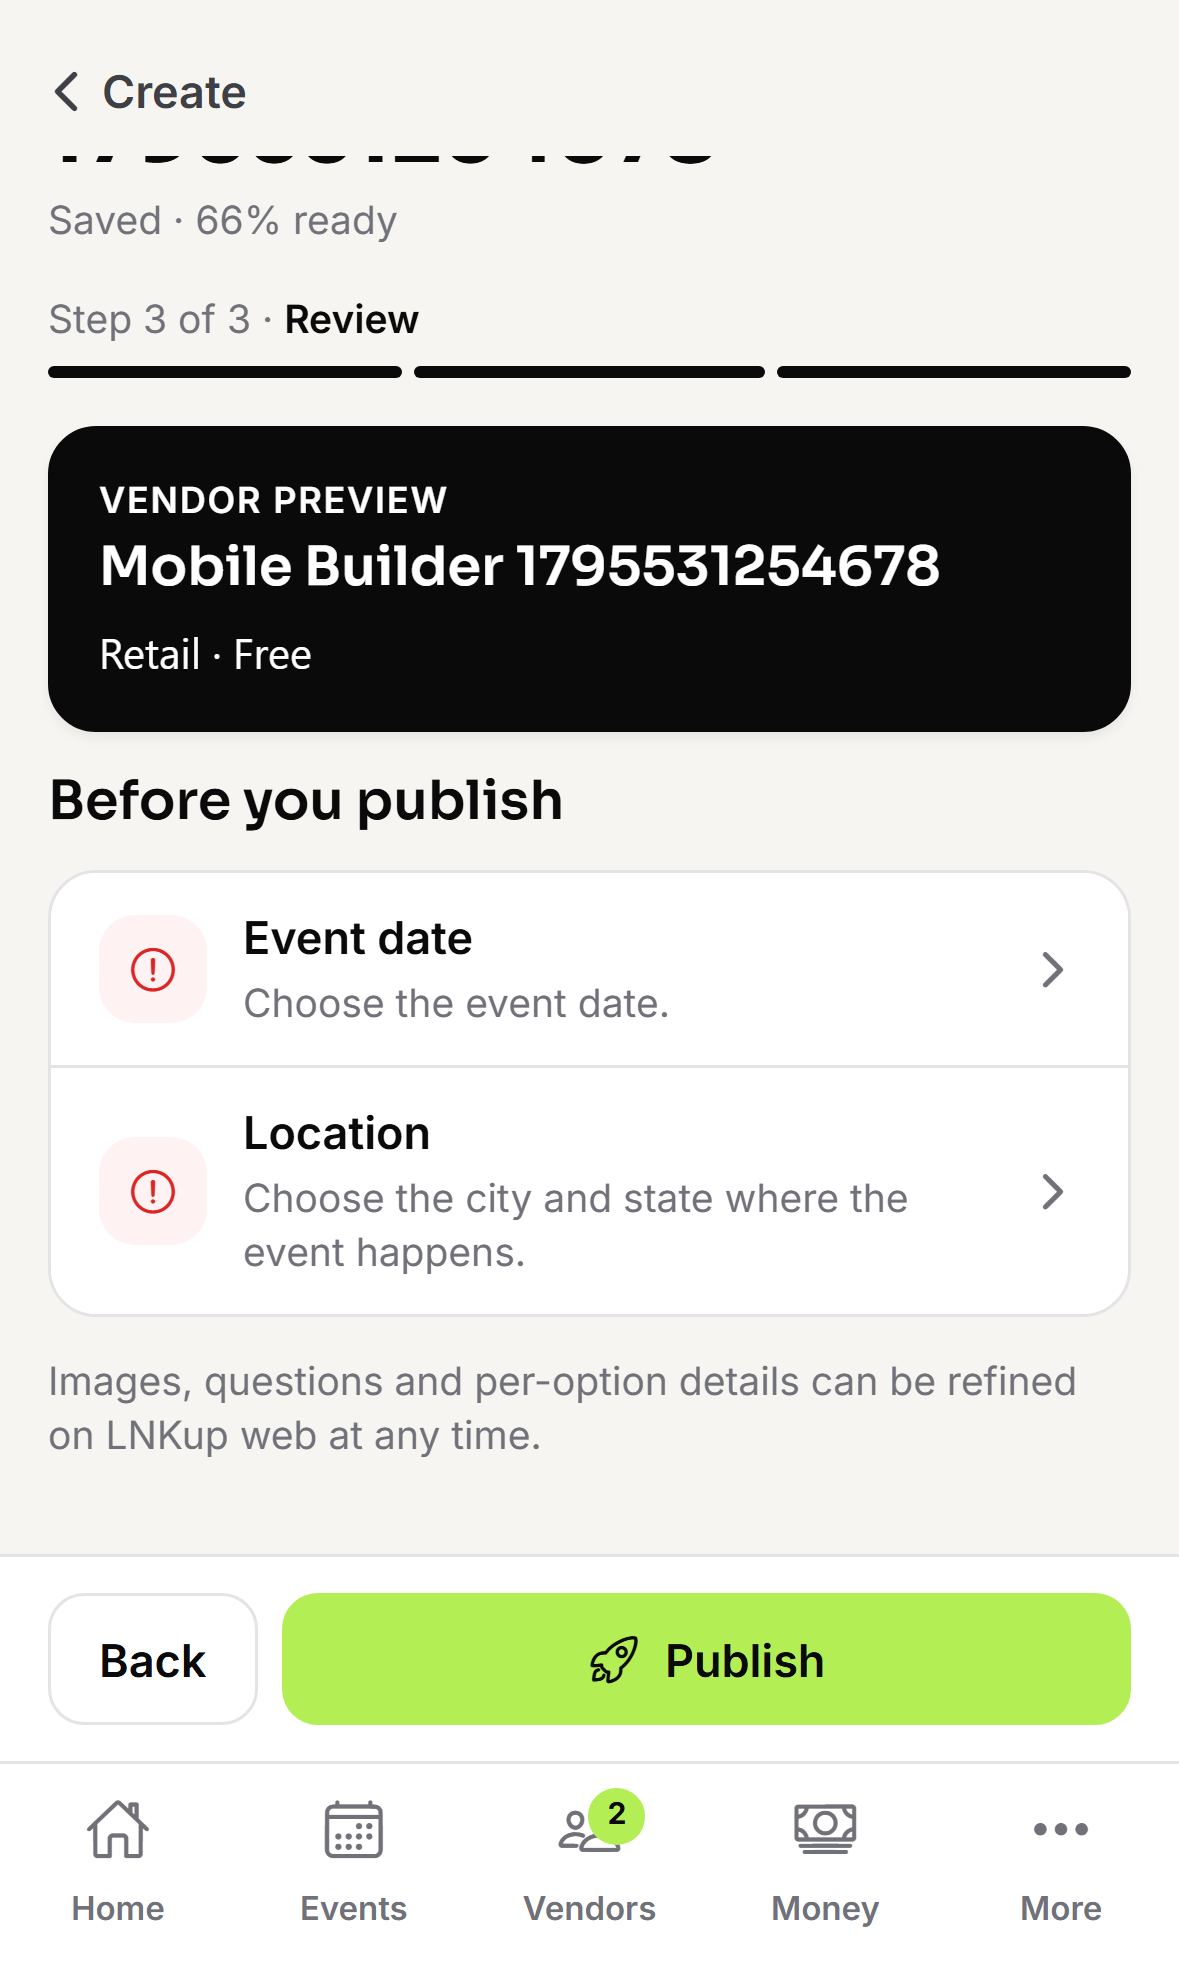 Create
Saved · 66% ready
Step 3 of 3 · Review
VENDOR PREVIEW
Mobile Builder 1795531254678
Retail · Free
Before you publish
Event date
Choose the event date.
Location
Choose the city and state where the
event happens.
Images, questions and per-option details can be refined
on LNKup web at any time.
Back
Publish
2
Home
Events
Vendors
Money
More